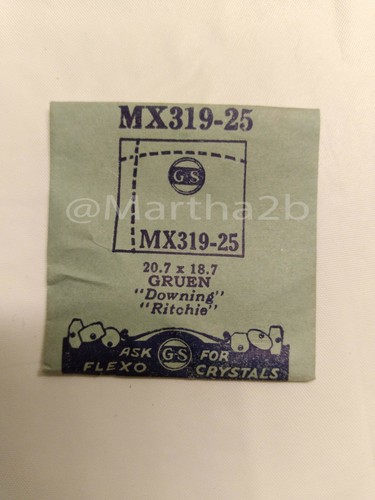 MX319-25
G-S
@Martha2b
MX319-25
20.7 x 18.7
GRUEN
"Downing"
"Ritchie"
ASK G-S FOR
FLEXO CRYSTALS